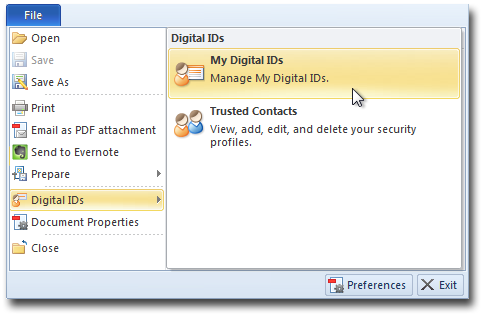 File
Open
Save
Save As
Print
Email as PDF attachment
Send to Evernote
Prepare
Digital IDs
Document Properties
Close
Digital IDs
My Digital IDs
Manage My Digital IDs.
Trusted Contacts
View, add, edit, and delete your security
profiles.
Preferences
Exit